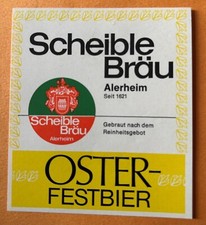 Scheible
Bräu
Alerheim
Seit 1621
Scheible
Bräu
Alerheim
Gebraut nach dem
Reinheitsgebot
OSTER-
FESTBIER